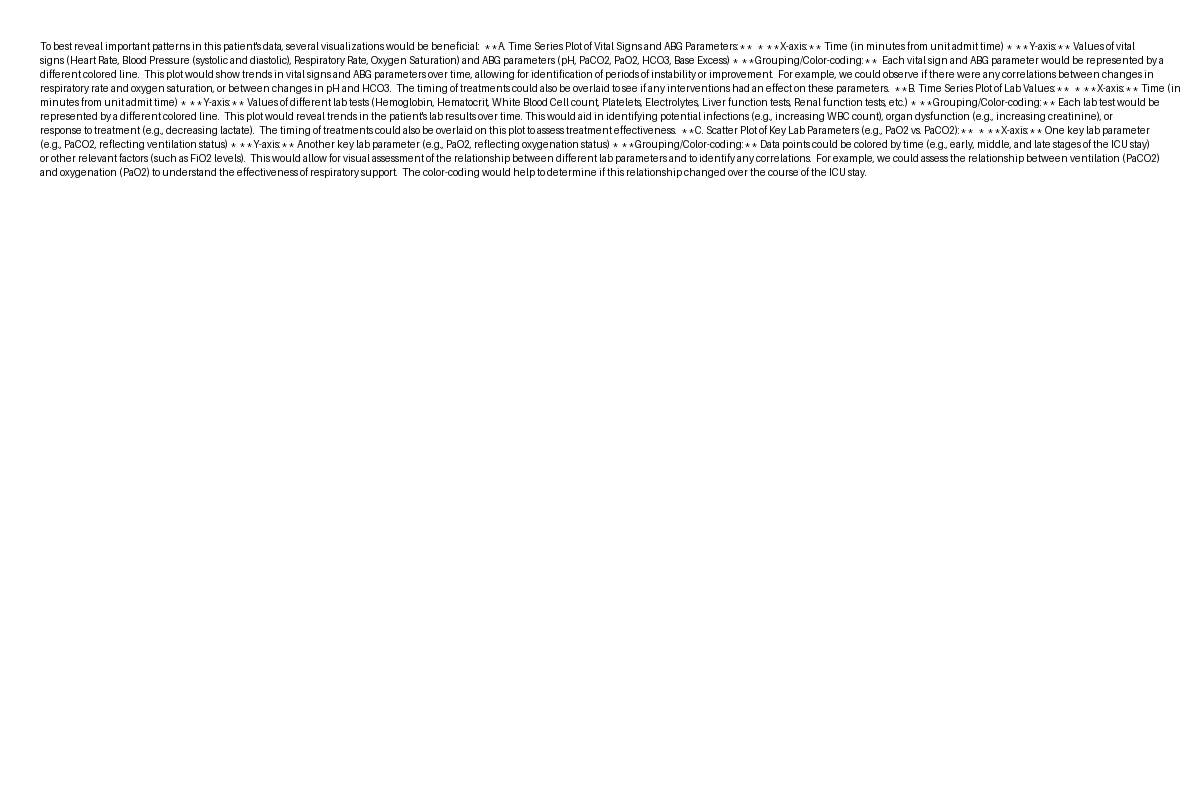 To best reveal important patterns in this patient's data, several visualizations would be beneficial:  **A. Time Series Plot of Vital Signs and ABG Parameters:**  * **X-axis:** Time (in minutes from unit admit time) * **Y-axis:** Values of vital
signs (Heart Rate, Blood Pressure (systolic and diastolic), Respiratory Rate, Oxygen Saturation) and ABG parameters (pH, PaCO2, PaO2, HCO3, Base Excess) * **Grouping/Color-coding:**  Each vital sign and ABG parameter would be represented by a
different colored line.  This plot would show trends in vital signs and ABG parameters over time, allowing for identification of periods of instability or improvement.  For example, we could observe if there were any correlations between changes in
respiratory rate and oxygen saturation, or between changes in pH and HCO3.  The timing of treatments could also be overlaid to see if any interventions had an effect on these parameters.  **B. Time Series Plot of Lab Values:**  * **X-axis:** Time (in
minutes from unit admit time) * **Y-axis:** Values of different lab tests (Hemoglobin, Hematocrit, White Blood Cell count, Platelets, Electrolytes, Liver function tests, Renal function tests, etc.) * **Grouping/Color-coding:** Each lab test would be
represented by a different colored line.  This plot would reveal trends in the patient's lab results over time. This would aid in identifying potential infections (e.g., increasing WBC count), organ dysfunction (e.g., increasing creatinine), or
response to treatment (e.g., decreasing lactate).  The timing of treatments could also be overlaid on this plot to assess treatment effectiveness.  **C. Scatter Plot of Key Lab Parameters (e.g., PaO2 vs. PaCO2):**  * **X-axis:** One key lab parameter
(e.g., PaCO2, reflecting ventilation status) * **Y-axis:** Another key lab parameter (e.g., PaO2, reflecting oxygenation status) * **Grouping/Color-coding:** Data points could be colored by time (e.g., early, middle, and late stages of the ICU stay)
or other relevant factors (such as FiO2 levels).  This would allow for visual assessment of the relationship between different lab parameters and to identify any correlations.  For example, we could assess the relationship between ventilation (PaCO2)
and oxygenation (PaO2) to understand the effectiveness of respiratory support.  The color-coding would help to determine if this relationship changed over the course of the ICU stay.